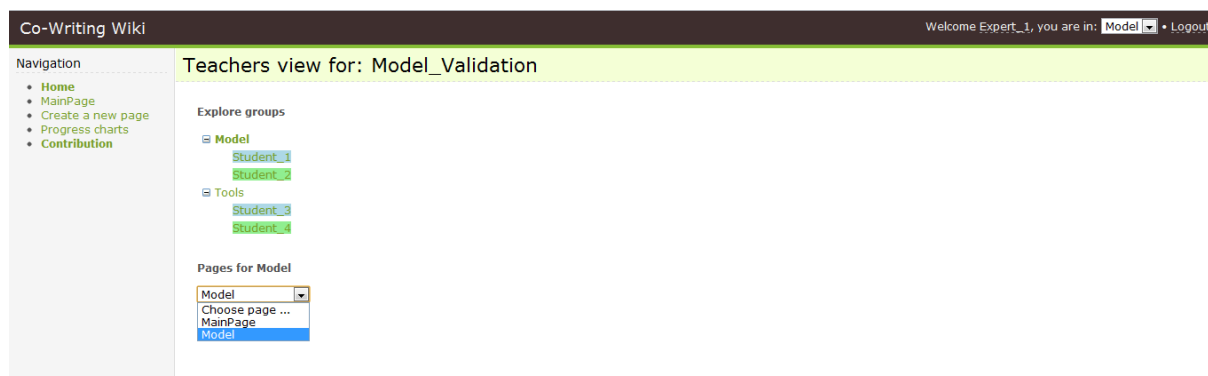 Co-Writing Wiki
Welcome Expert_1, you are in: Model • Logout
Navigation
Home
MainPage
Create a new page
Progress charts
Contribution
Teachers view for: Model_Validation
Explore groups
Model
Student_1
Student_2
Tools
Student_3
Student_4
Pages for Model
Model
Choose page ...
MainPage
Model